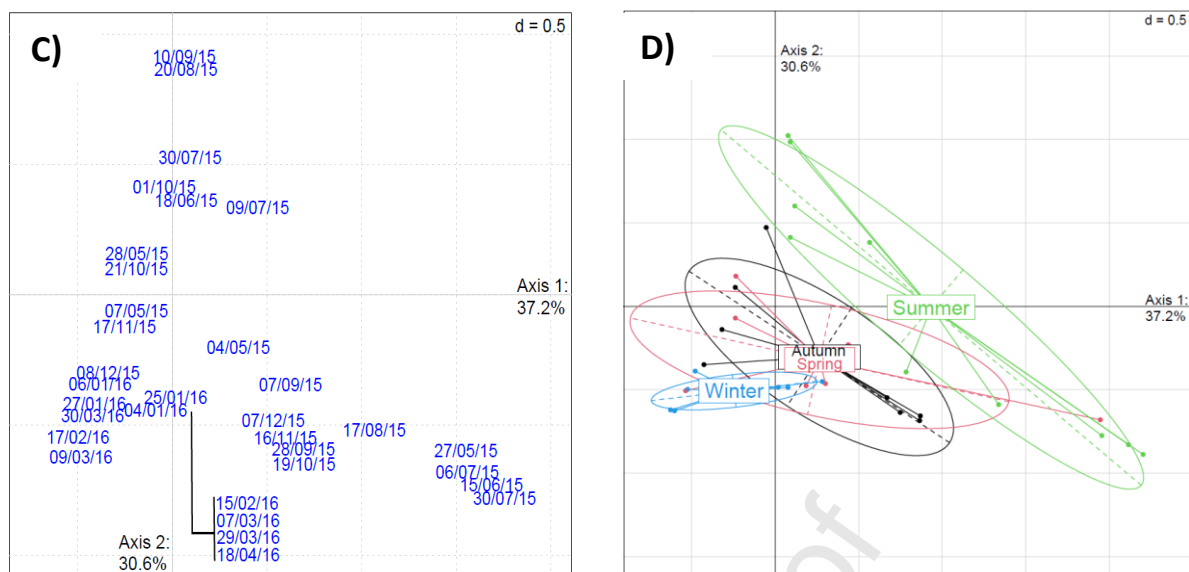 C)
d = 0.5
10/09/15
20/08/15
30/07/15
01/10/15
18/06/15
09/07/15
28/05/15
21/10/15
Axis 1:
37.2%
07/05/15
17/11/15
04/05/15
08/12/15
06/01/16
07/09/15
25/01/16
27/01/16
04/01/16
30/03/16
07/12/15
17/08/15
17/02/16
16/11/15
28/09/15
27/05/15
09/03/16
19/10/15
06/07/15
15/06/15
30/07/15
15/02/16
07/03/16
29/03/16
18/04/16
Axis 2:
30.6%
D)
d = 0.5
Axis 2:
30.6%
Axis 1:
37.2%
Summer
Autumn
Spring
Winter
of